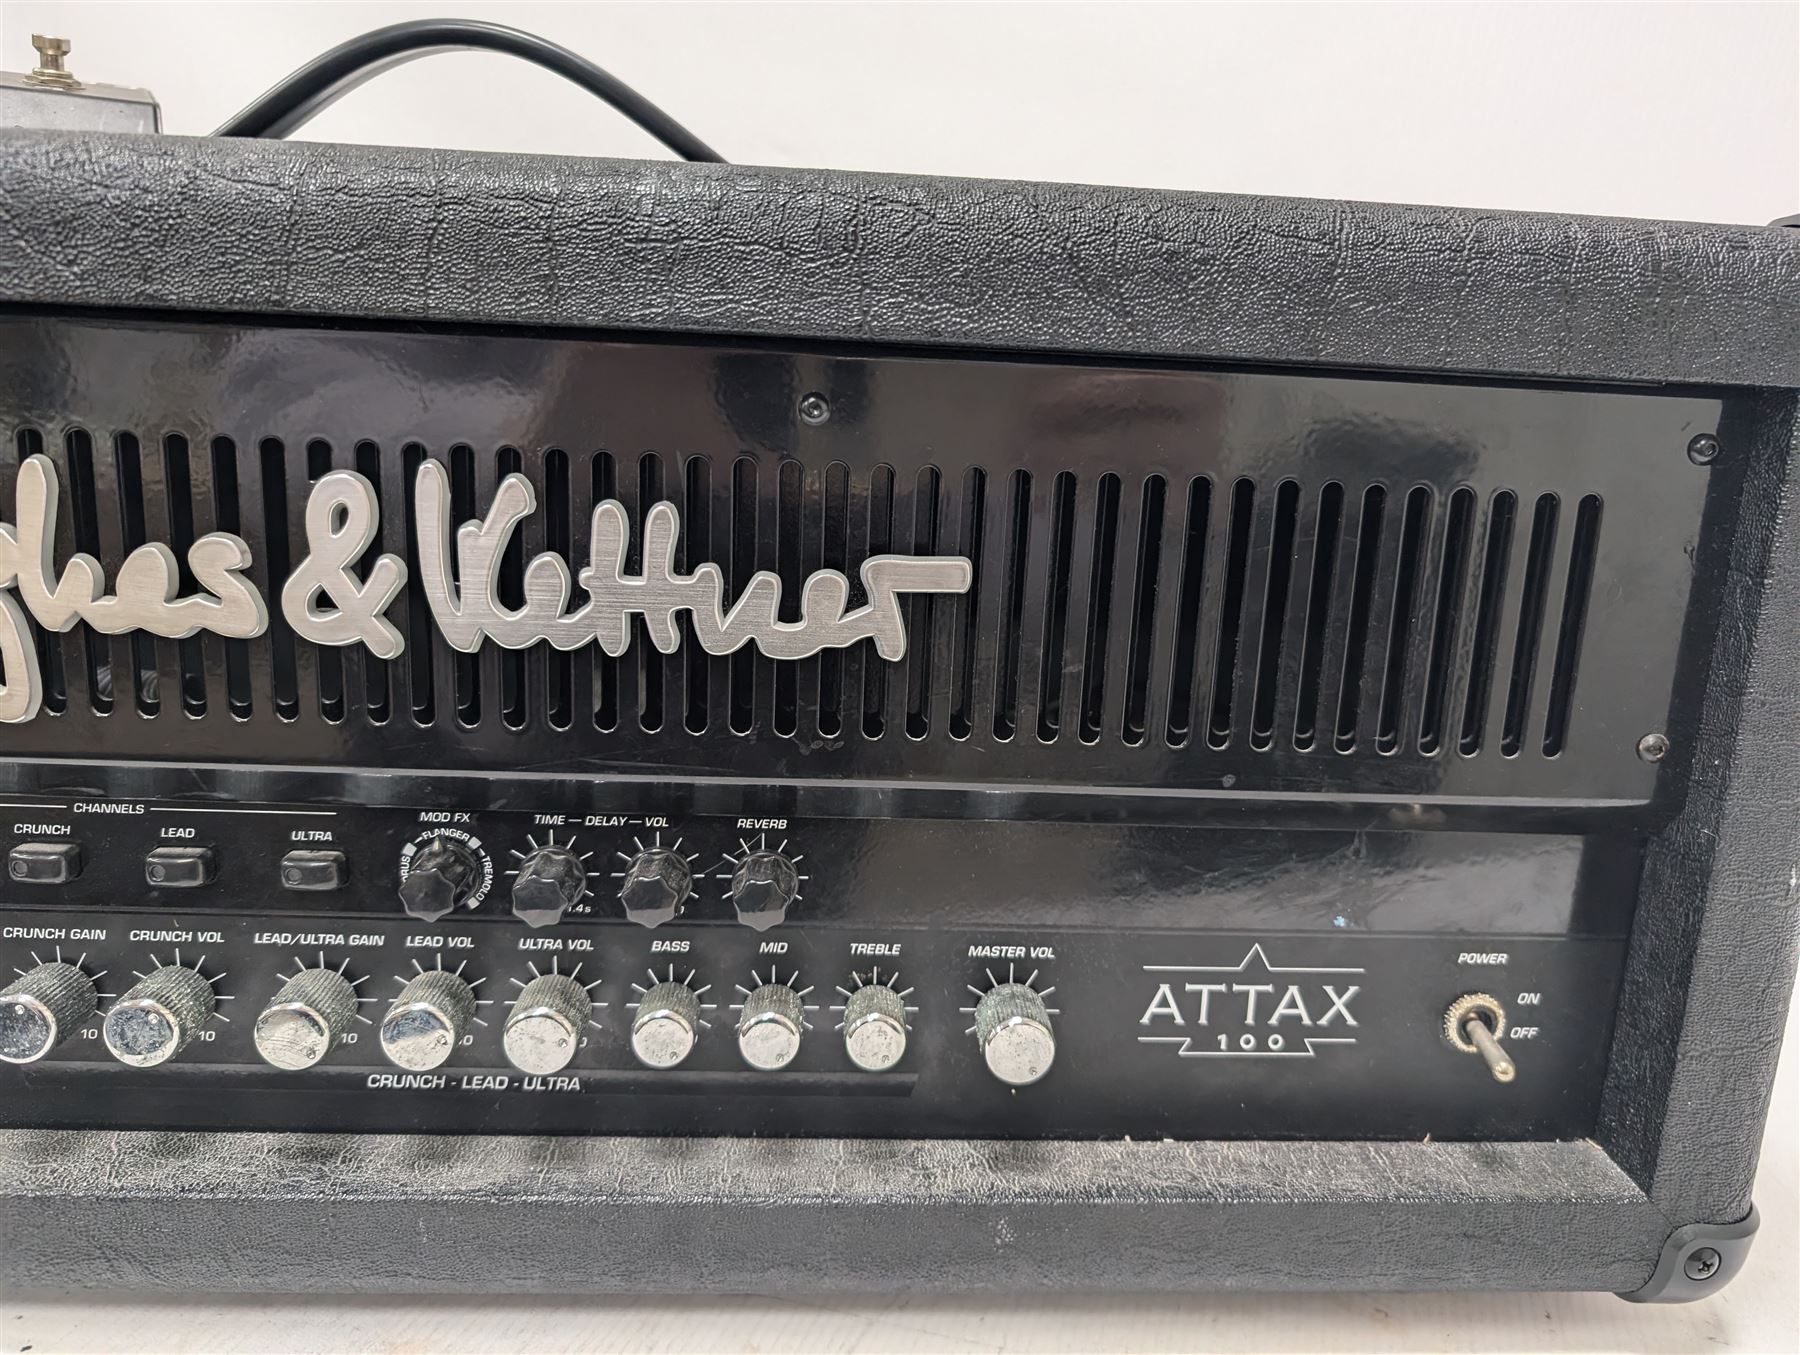 ghes & Kettner
CHANNELS
CRUNCH LEAD ULTRA
MOD FX
FLANGER
TREMOLO
TIME — DELAY — VOL
REVERB
CRUNCH GAIN CRUNCH VOL LEAD/ULTRA GAIN LEAD VOL ULTRA VOL BASS MID TREBLE MASTER VOL
10 10 10
CRUNCH - LEAD - ULTRA
ATTAX
100
POWER
ON
OFF